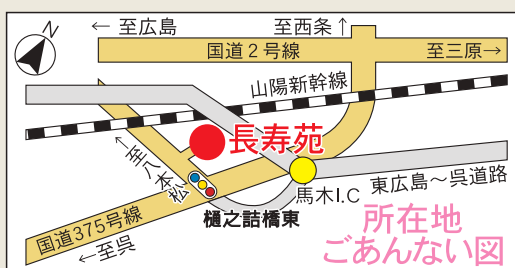 N
← 至広島
至西条 ↑
国道2号線
至三原→
山陽新幹線
長寿苑
←至八本松
馬木I.C
東広島〜呉道路
樋之詰橋東
国道375号線
←至呉
所在地
ごあんない図